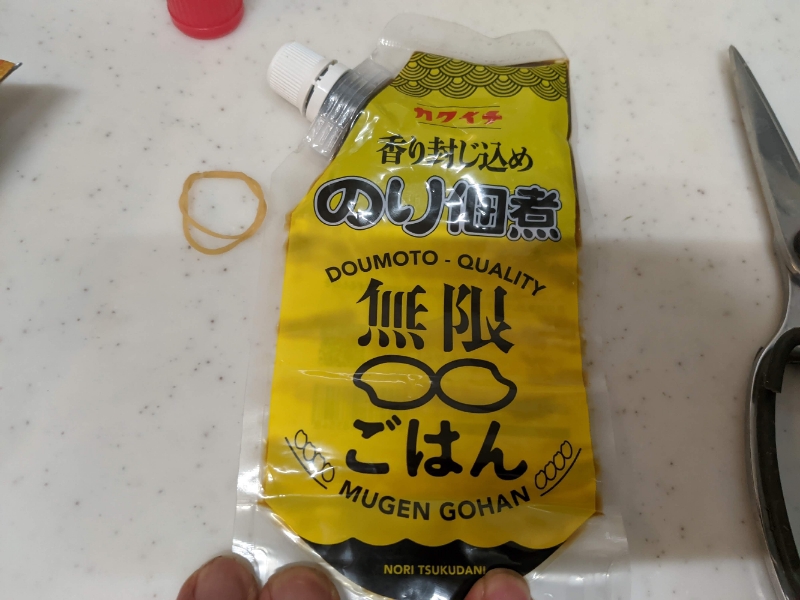 カクイチ
香り封じ込め
のり佃煮
DOUMOTO - QUALITY
無限
ごはん
MUGEN GOHAN
NORI TSUKUDANI